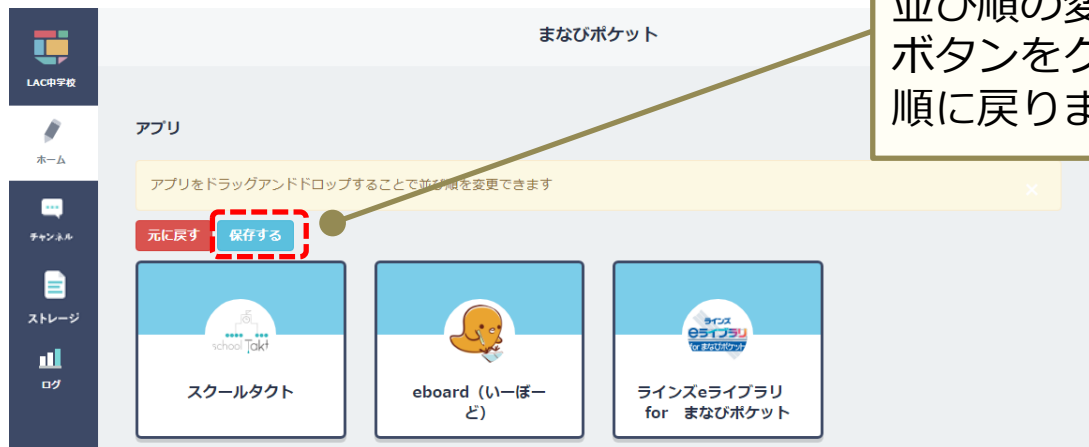 並び順の変
ボタンをク
順に戻りま
まなびポケット
LAC中学校
ホーム
チャンネル
ストレージ
ログ
アプリ
アプリをドラッグアンドドロップすることで並び順を変更できます
×
元に戻す
保存する
school Takt
スクールタクト
eboard（いーぼー
ど）
ラインズ
eライブラリ
for まなびポケット
ラインズeライブラリ
for　まなびポケット